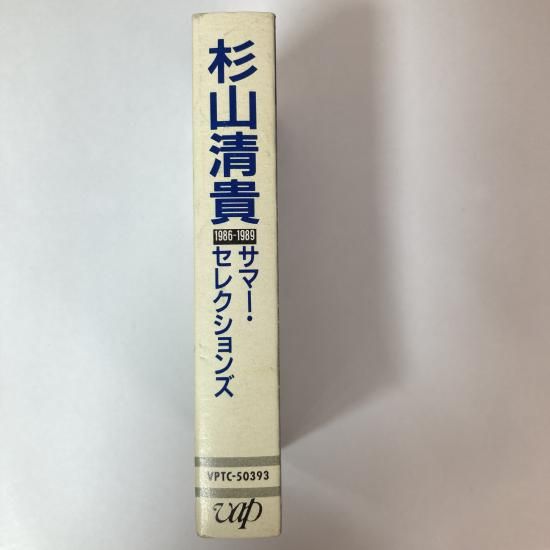 杉山清貴
1986-1989
サマー・
セレクションズ
VPTC-50393
vap